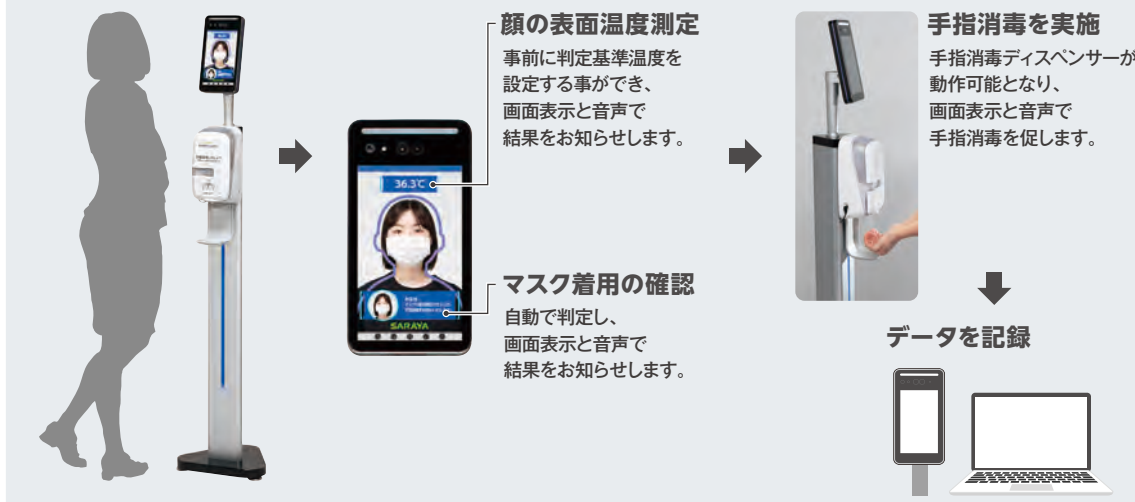 顔の表面温度測定
事前に判定基準温度を
設定する事ができ、
画面表示と音声で
結果をお知らせします。
36.3℃
SARAYA
マスク着用の確認
自動で判定し、
画面表示と音声で
結果をお知らせします。
手指消毒を実施
手指消毒ディスペンサーが
動作可能となり、
画面表示と音声で
手指消毒を促します。
データを記録